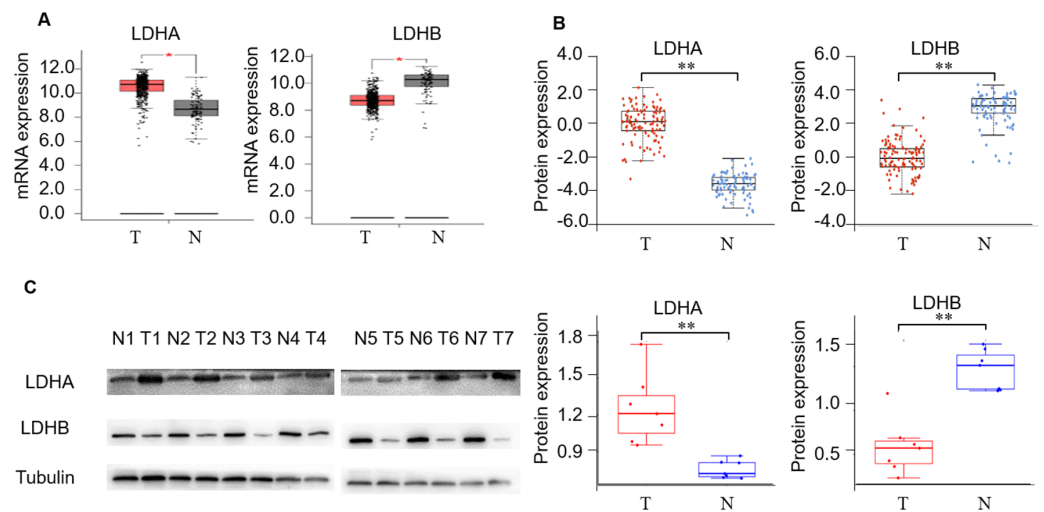 A
LDHA
LDHB
*
*
mRNA expression
12.0
10.0
8.0
6.0
4.0
2.0
0.0
T N
mRNA expression
12.0
10.0
8.0
6.0
4.0
2.0
0.0
T N
B
LDHA
**
Protein expression
4.0
2.0
0.0
-2.0
-4.0
-6.0
T N
LDHB
**
Protein expression
6.0
4.0
2.0
0.0
-2.0
-4.0
T N
C
N1 T1 N2 T2 N3 T3 N4 T4
N5 T5 N6 T6 N7 T7
LDHA
LDHB
Tubulin
LDHA
**
Protein expression
1.8
1.5
1.2
0.9
T N
LDHB
**
Protein expression
1.5
1.0
0.5
T N